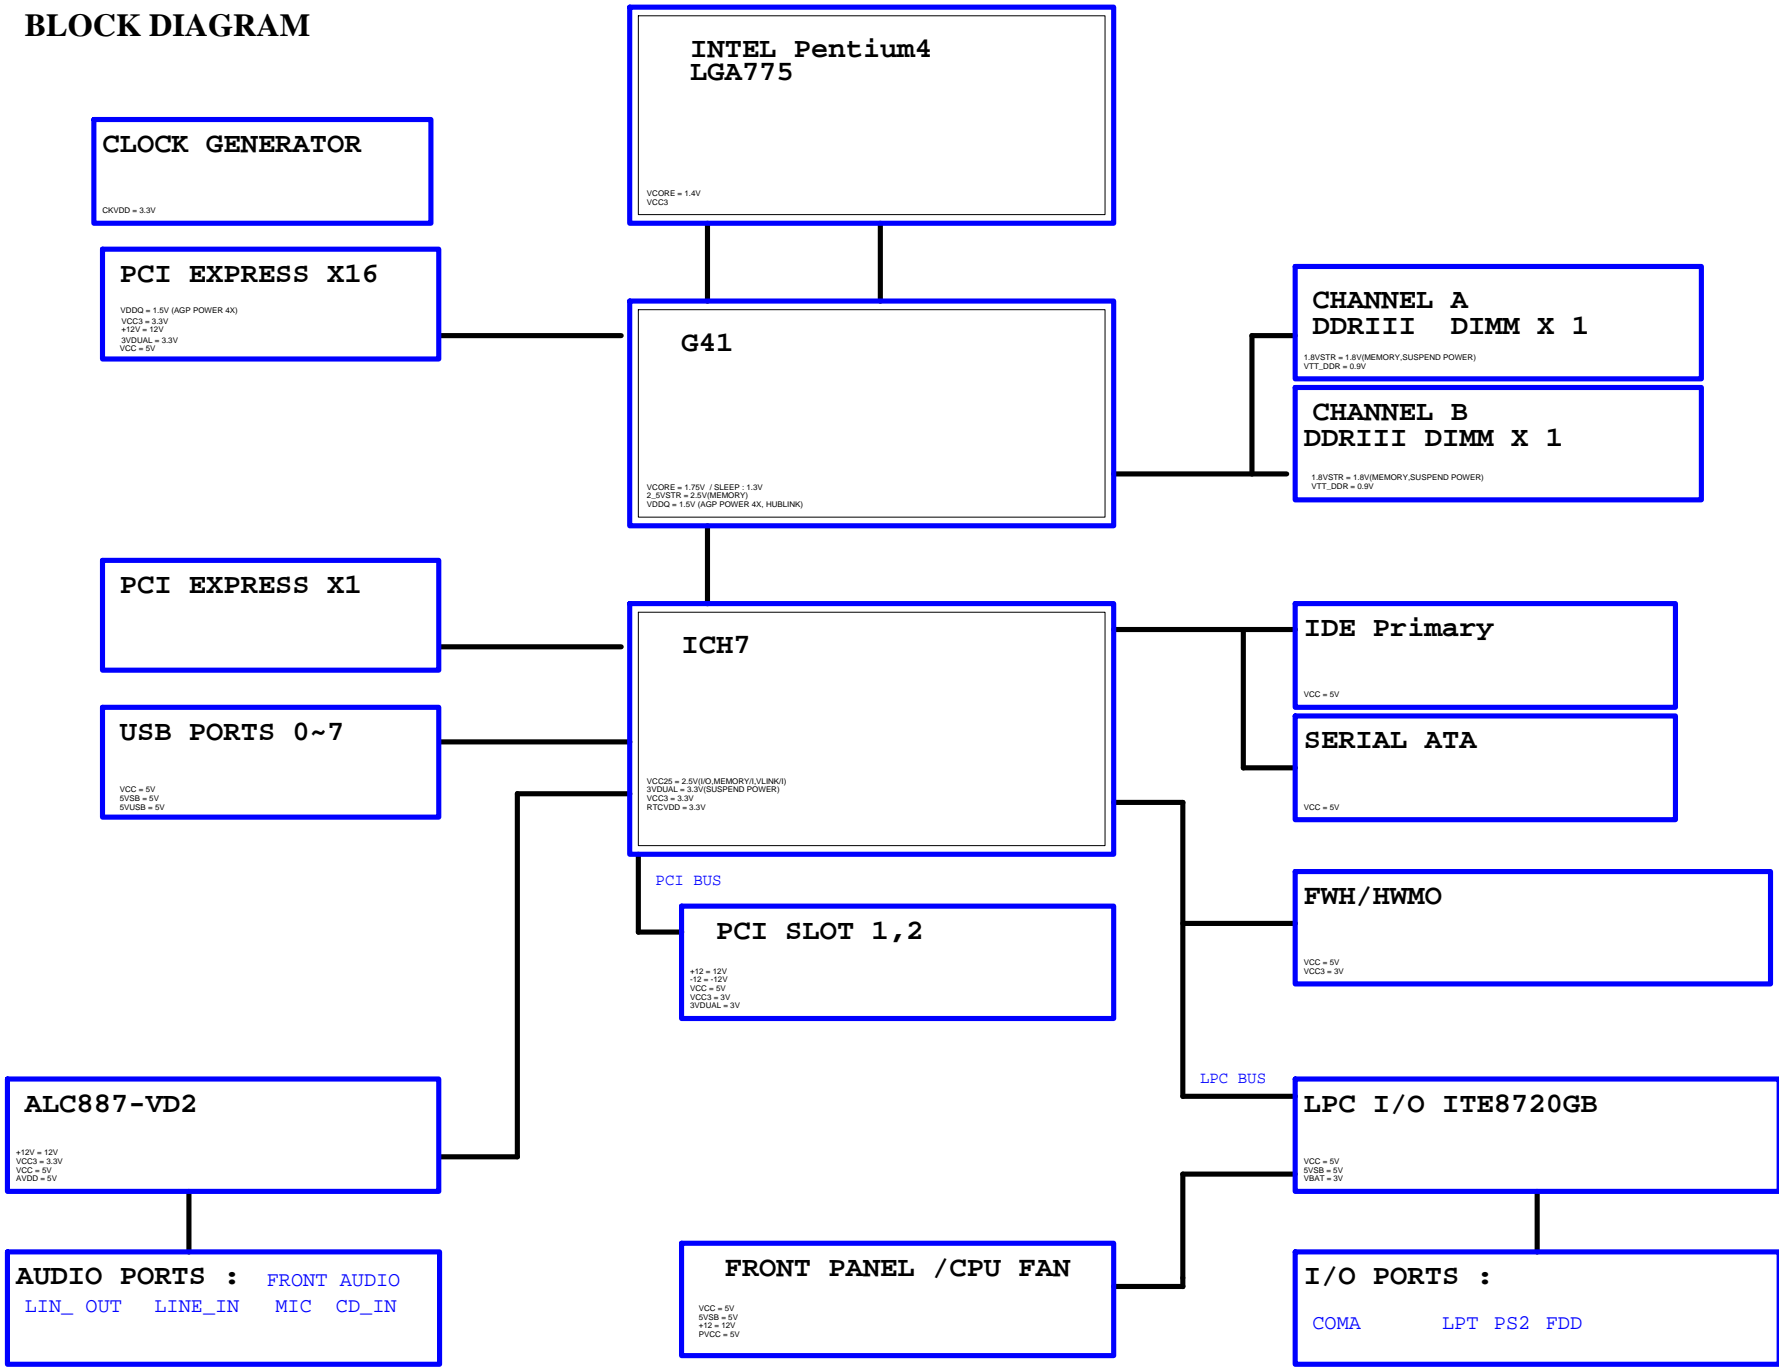 BLOCK DIAGRAM
INTEL Pentium4
LGA775
VCORE = 1.4V
VCC3
CLOCK GENERATOR
CKVDD = 3.3V
PCI EXPRESS X16
VDDQ = 1.5V (AGP POWER 4X)
VCC3 = 3.3V
+12V = 12V
3VDUAL = 3.3V
VCC = 5V
G41
VCORE = 1.75V / SLEEP : 1.3V
2_5VSTR = 2.5V(MEMORY)
VDDQ = 1.5V (AGP POWER 4X, HUBLINK)
CHANNEL A
DDRIII DIMM X 1
1.8VSTR = 1.8V(MEMORY,SUSPEND POWER)
VTT_DDR = 0.9V
CHANNEL B
DDRIII DIMM X 1
1.8VSTR = 1.8V(MEMORY,SUSPEND POWER)
VTT_DDR = 0.9V
PCI EXPRESS X1
USB PORTS 0~7
VCC = 5V
5VSB = 5V
5VUSB = 5V
ICH7
VCC25 = 2.5V(I/O,MEMORY/I,VLINK/I)
3VDUAL = 3.3V(SUSPEND POWER)
VCC3 = 3.3V
RTCVDD = 3.3V
IDE Primary
VCC = 5V
SERIAL ATA
VCC = 5V
PCI BUS
PCI SLOT 1,2
+12 = 12V
-12 = -12V
VCC = 5V
VCC3 = 3V
3VDUAL = 3V
FWH/HWMO
VCC = 5V
VCC3 = 3V
LPC BUS
LPC I/O ITE8720GB
VCC = 5V
5VSB = 5V
VBAT = 3V
ALC887-VD2
+12V = 12V
VCC3 = 3.3V
VCC = 5V
AVDD = 5V
AUDIO PORTS : FRONT AUDIO
LIN_ OUT LINE_IN MIC CD_IN
FRONT PANEL /CPU FAN
VCC = 5V
5VSB = 5V
+12 = 12V
PVCC = 5V
I/O PORTS :
COMA LPT PS2 FDD